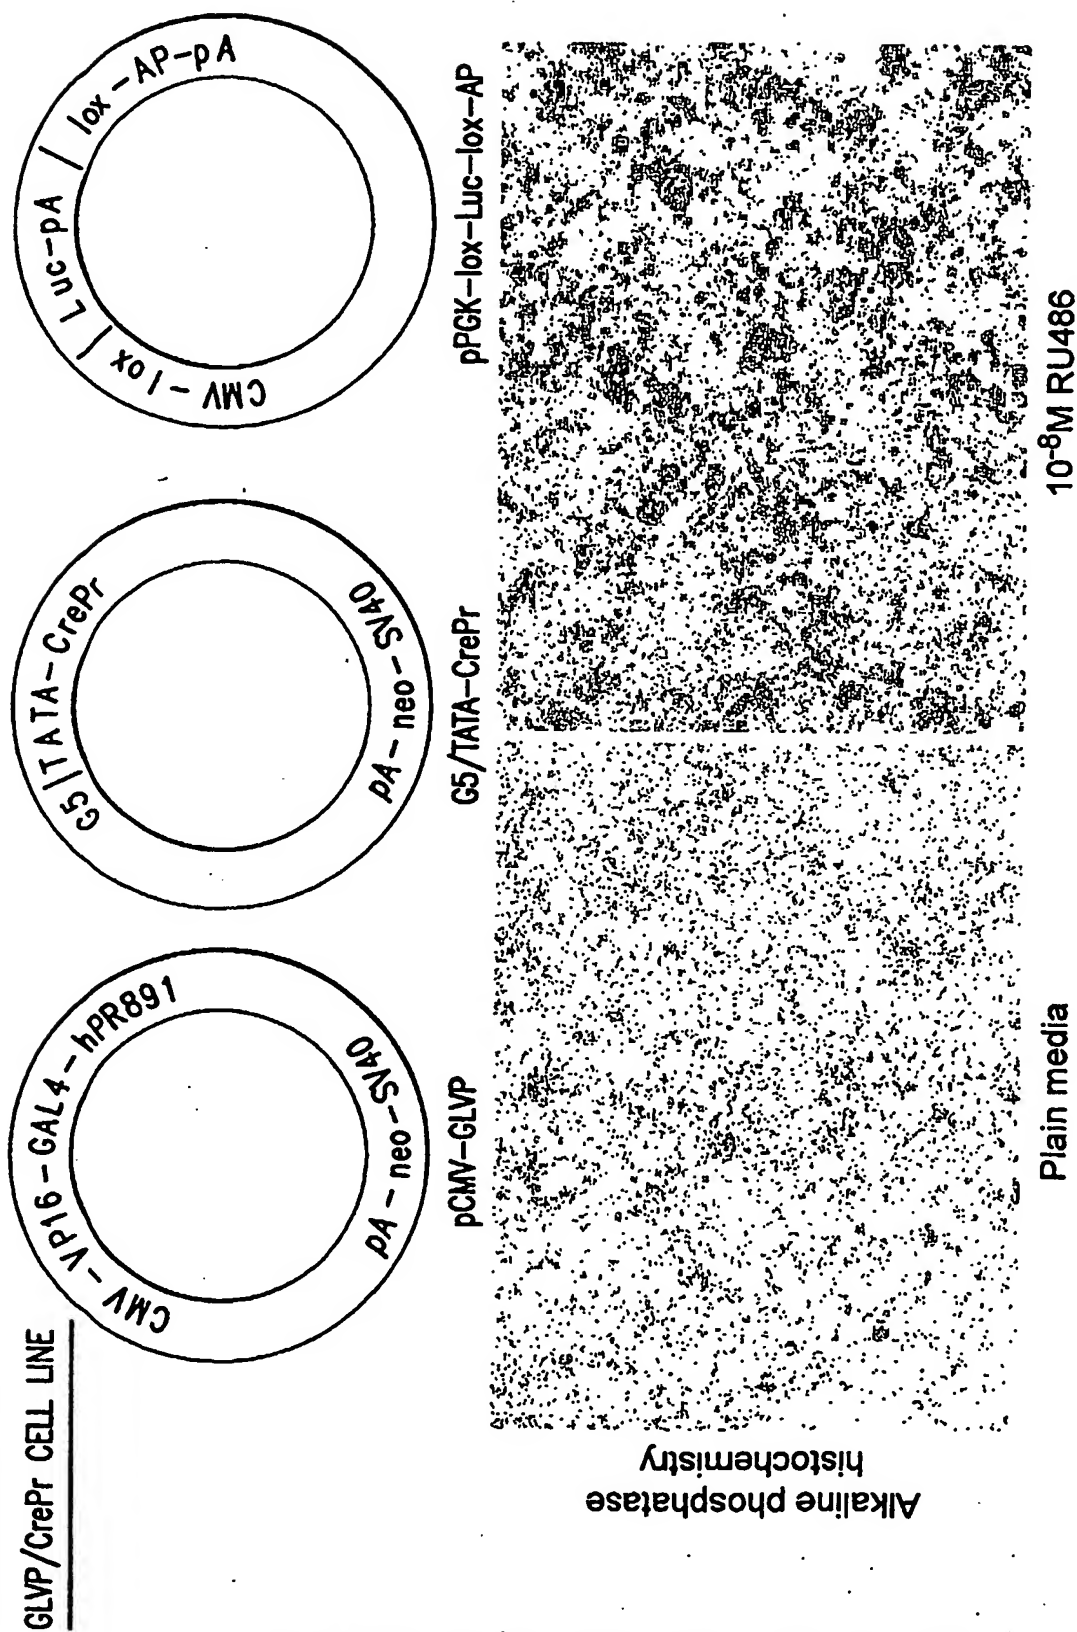 GLVP/CrePr CELL LINE
CMV-VP16-GAL4-hPR891
pA-neo-SV40
pCMV-GLVP
G5|TATA-CrePr
pA-neo-SV40
G5/TATA-CrePr
CMV-lox|Luc-pA|lox-AP-pA
pPGK-lox-Luc-lox-AP
Alkaline phosphatase
histochemistry
Plain media
10-8M RU486